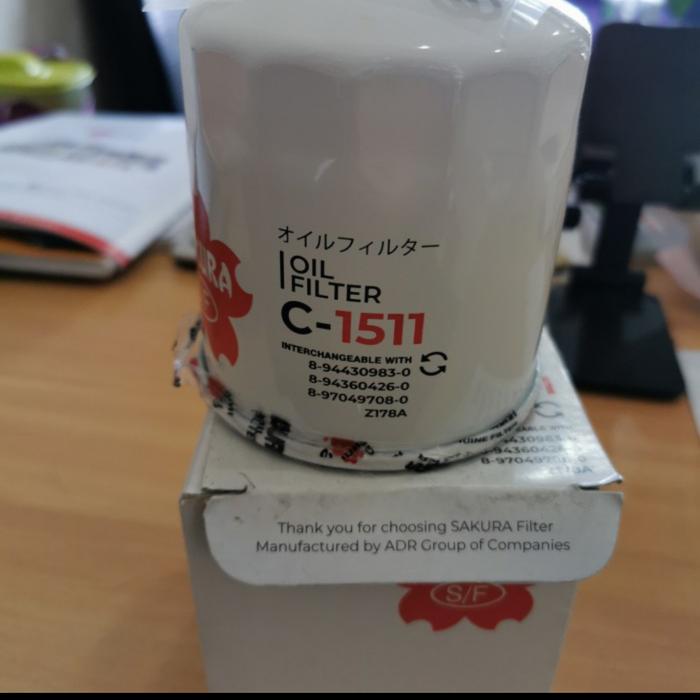 オイルフィルター
OIL
FILTER
C-1511
INTERCHANGEABLE WITH
8-94430983-0
8-94360426-0
8-97049708-0
Z178A
Thank you for choosing SAKURA Filter
Manufactured by ADR Group of Companies
S/F